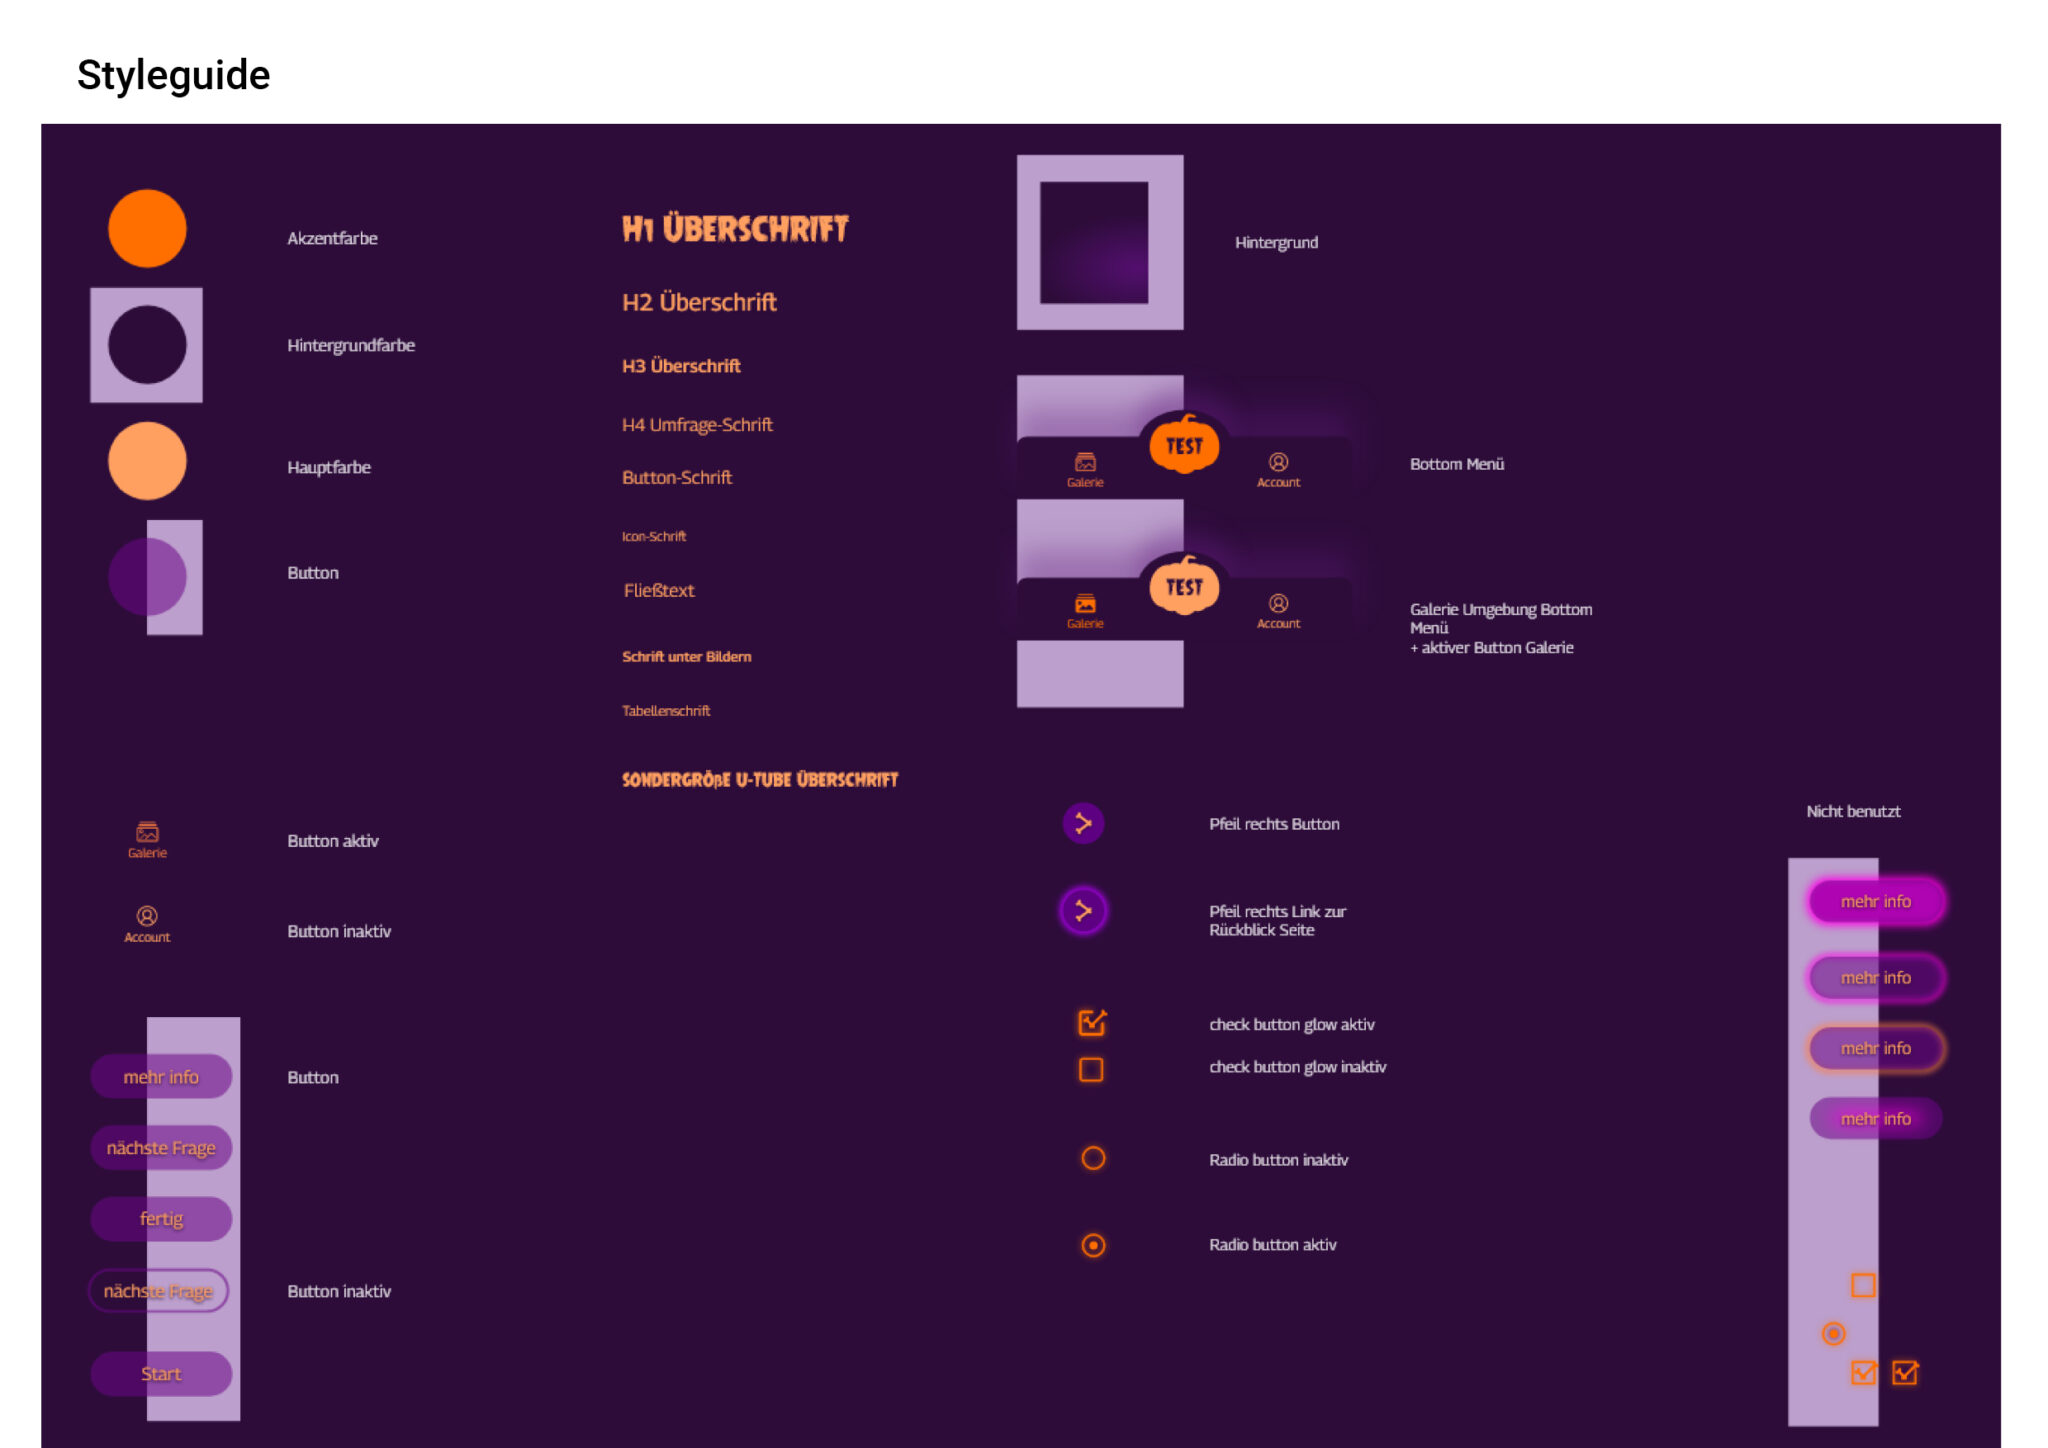 Styleguide
Akzentfarbe
Hintergrundfarbe
Hauptfarbe
Button
H1 ÜBERSCHRIFT
H2 Überschrift
H3 Überschrift
H4 Umfrage-Schrift
Button-Schrift
Icon-Schrift
Fließtext
Schrift unter Bildern
Tabellenschrift
SONDERGRÖßE U-TUBE ÜBERSCHRIFT
Hintergrund
TEST
Galerie
Account
Bottom Menü
TEST
Galerie
Account
Galerie Umgebung Bottom
Menü
+ aktiver Button Galerie
Galerie
Button aktiv
Account
Button inaktiv
mehr info
Button
nächste Frage
fertig
nächste Frage
Button inaktiv
Start
Pfeil rechts Button
Pfeil rechts Link zur
Rückblick Seite
check button glow aktiv
check button glow inaktiv
Radio button inaktiv
Radio button aktiv
Nicht benutzt
mehr info
mehr info
mehr info
mehr info